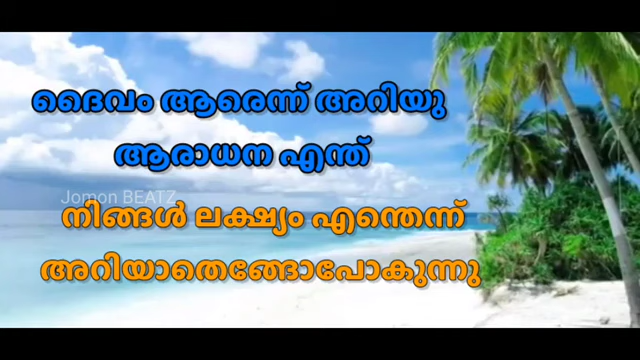 ദൈവം ആരെന്ന് അറിയു
ആരാധന എന്ത്
Jomon BEATZ
നിങ്ങൾ ലക്ഷ്യം എന്തെന്ന്
അറിയാതെങ്ങോപോകുന്നു